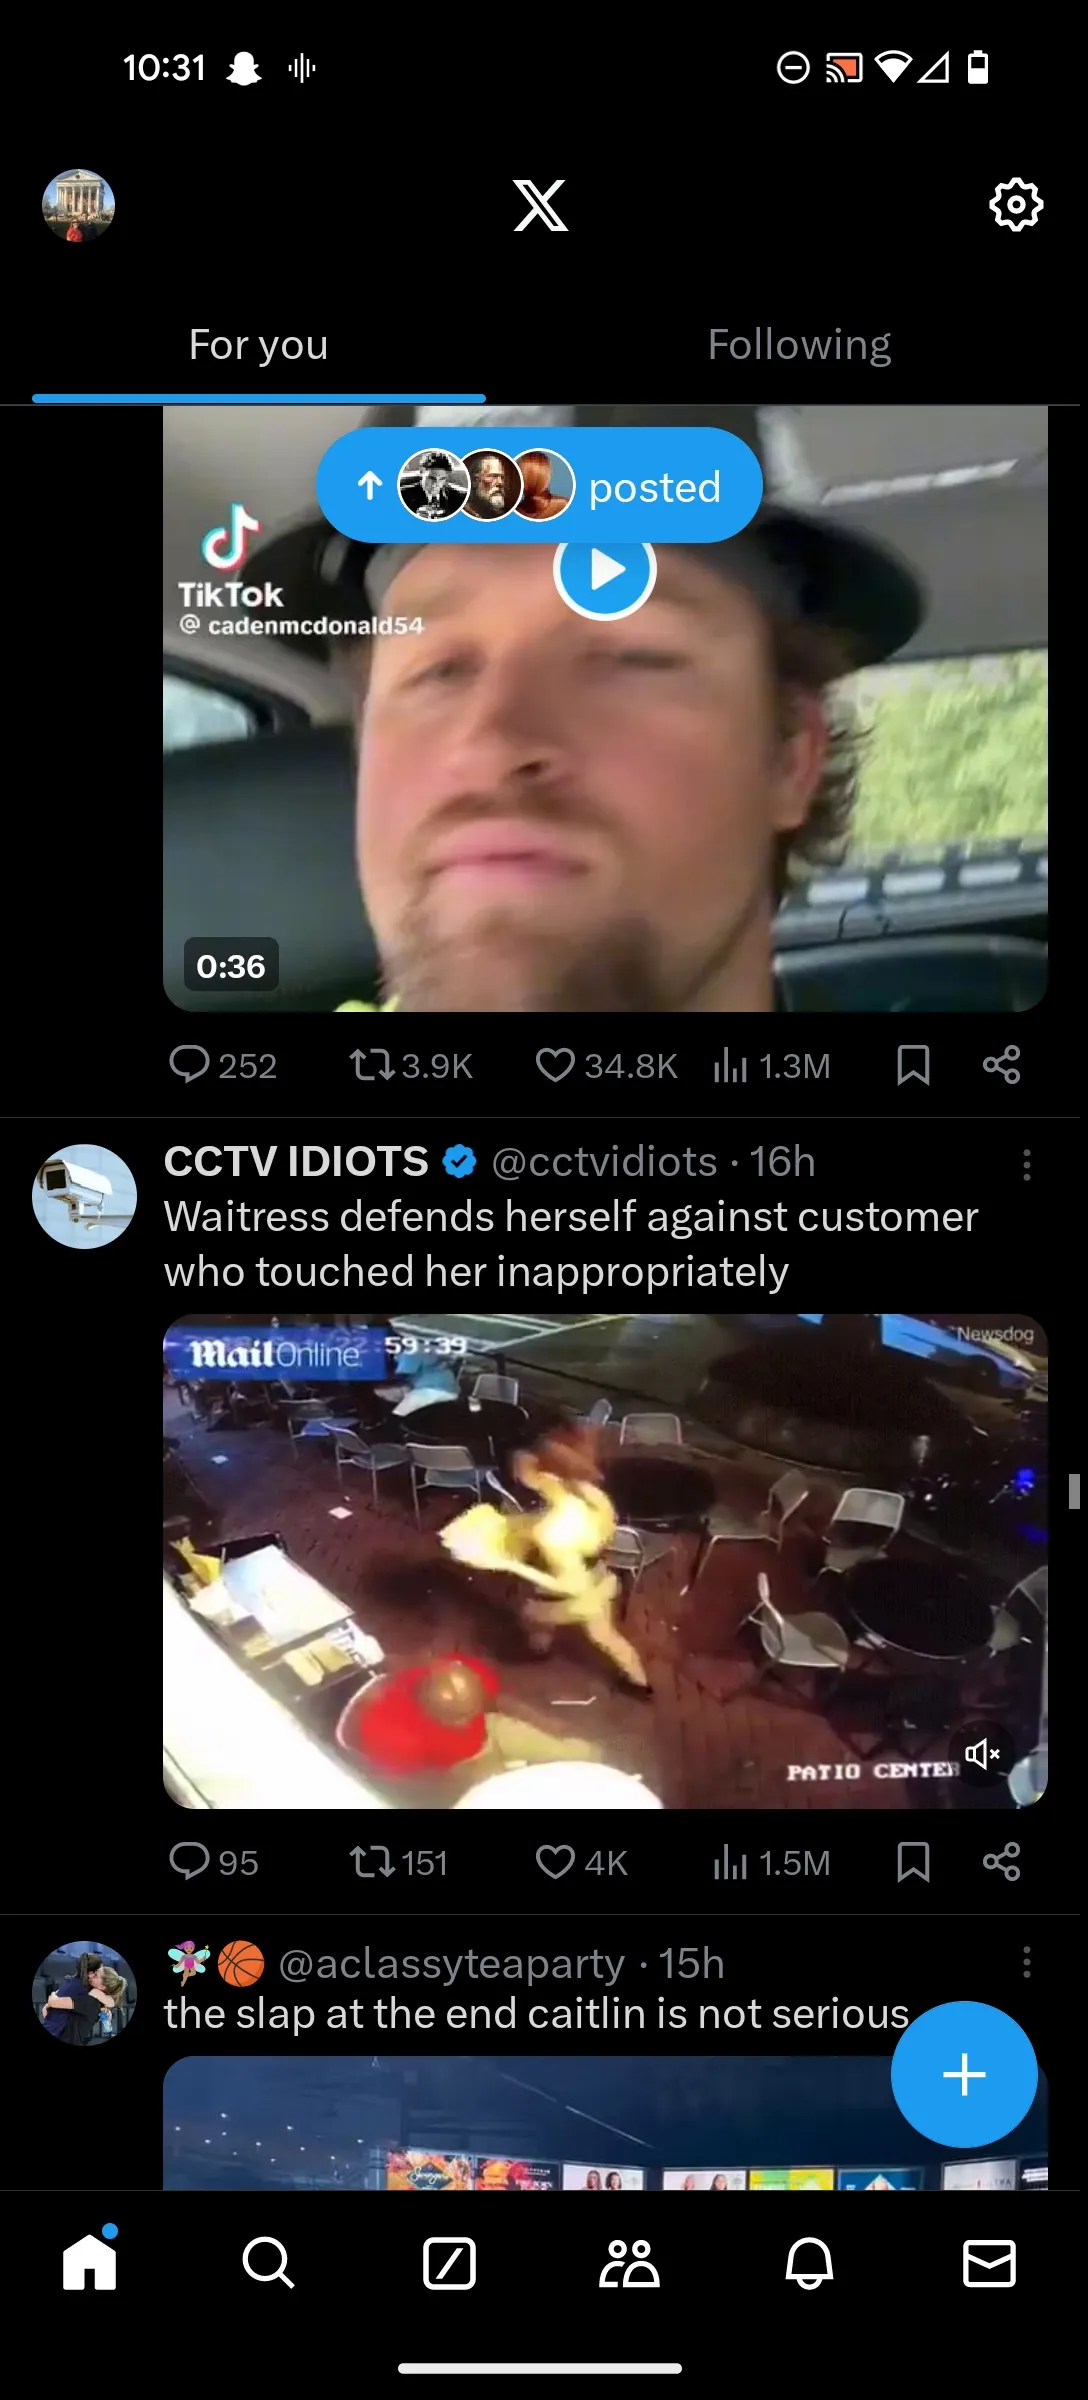 10:31
For you
Following
posted
TikTok
@ cadenmcdonald54
0:36
252
3.9K
34.8K
1.3M
CCTV IDIOTS @cctvidiots · 16h
Waitress defends herself against customer
who touched her inappropriately
Mail Online
59:39
Newsdog
PATIO CENTER
95
151
4K
1.5M
🧚🏽‍♀️🏀 @aclassyteaparty · 15h
the slap at the end caitlin is not serious